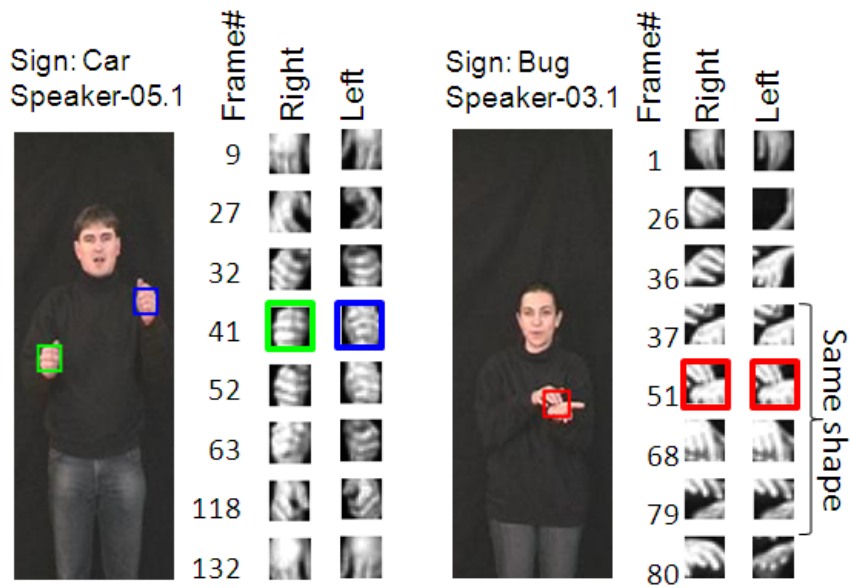 Sign: Car
Speaker-05.1
Frame#
Right
Left
9
27
32
41
52
63
118
132
Sign: Bug
Speaker-03.1
Frame#
Right
Left
1
26
36
37
51
68
79
80
Same shape